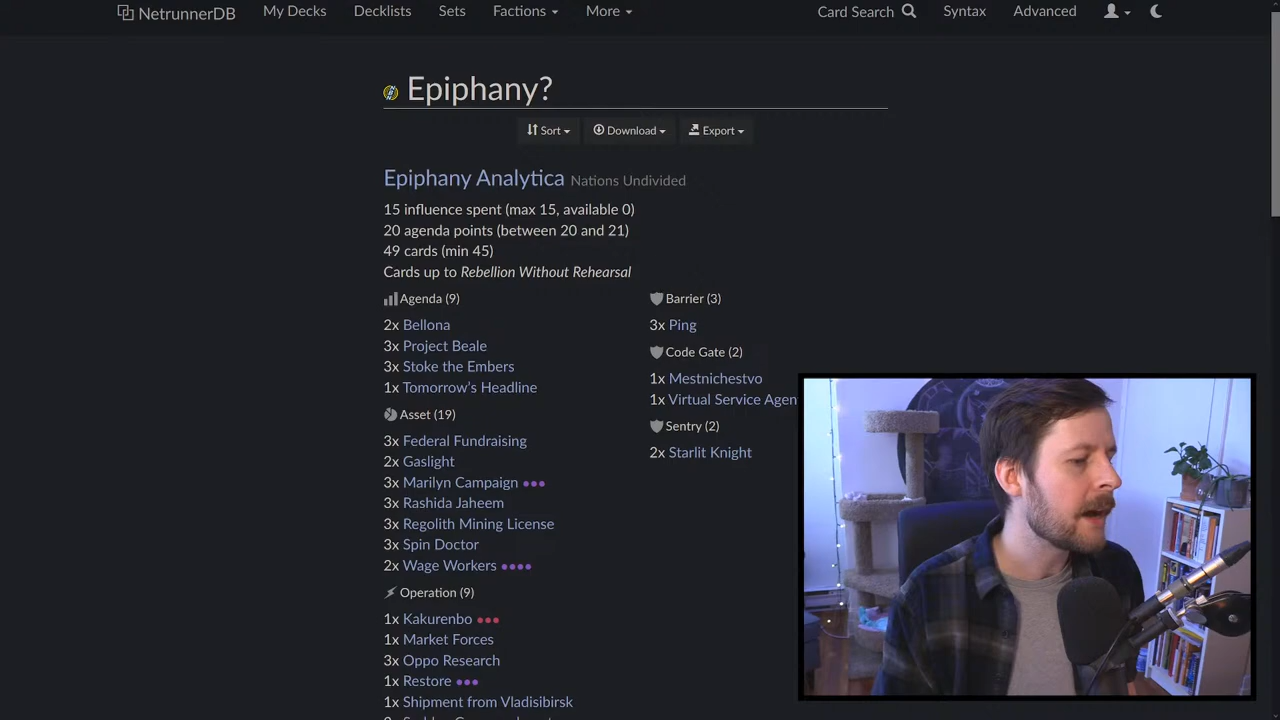 NetrunnerDB My Decks Decklists Sets Factions More Card Search Syntax Advanced
Epiphany?
Sort Download Export
Epiphany Analytica Nations Undivided
15 influence spent (max 15, available 0)
20 agenda points (between 20 and 21)
49 cards (min 45)
Cards up to Rebellion Without Rehearsal
Agenda (9)
2x Bellona
3x Project Beale
3x Stoke the Embers
1x Tomorrow's Headline
Asset (19)
3x Federal Fundraising
2x Gaslight
3x Marilyn Campaign •••
3x Rashida Jaheem
3x Regolith Mining License
3x Spin Doctor
2x Wage Workers ••••
Operation (9)
1x Kakurenbo •••
1x Market Forces
3x Oppo Research
1x Restore •••
1x Shipment from Vladisibirsk
Barrier (3)
3x Ping
Code Gate (2)
1x Mestnichestvo
1x Virtual Service Agen
Sentry (2)
2x Starlit Knight